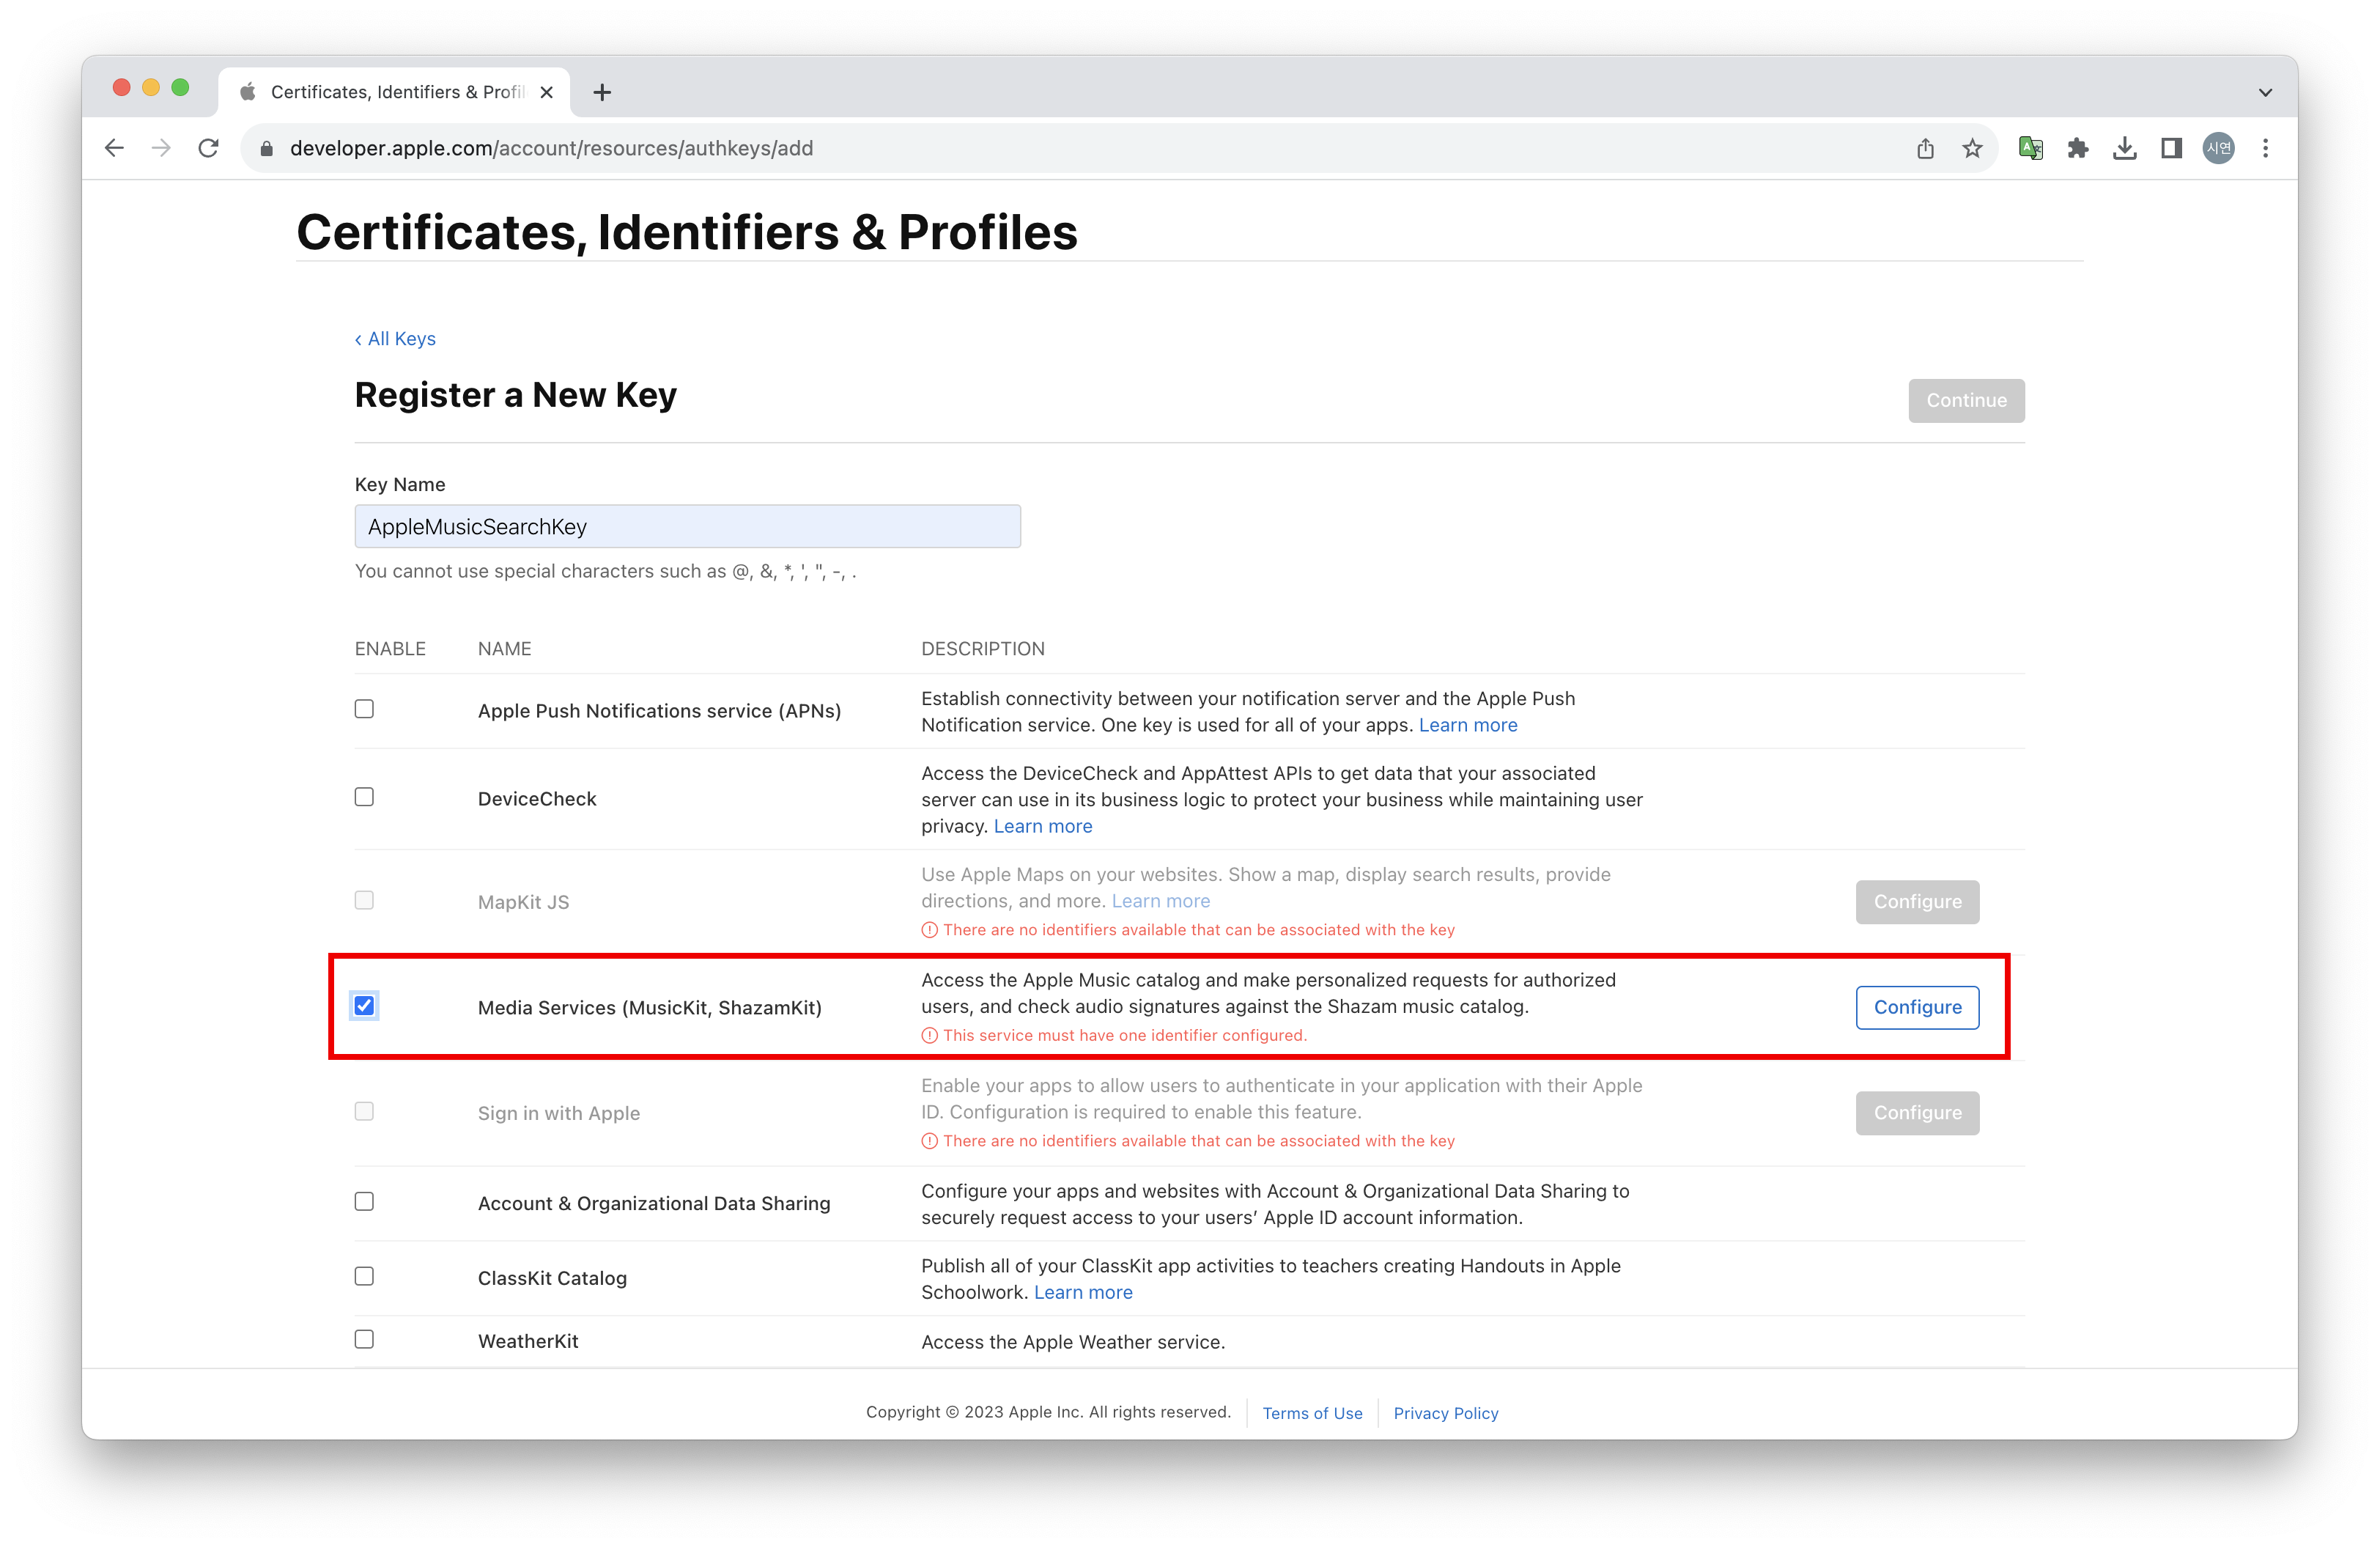 Certificates, Identifiers & Profil
developer.apple.com/account/resources/authkeys/add
시연
Certificates, Identifiers & Profiles
‹ All Keys
Register a New Key
Continue
Key Name
AppleMusicSearchKey
You cannot use special characters such as @, &, *, ', ", -, .
ENABLE NAME DESCRIPTION
Apple Push Notifications service (APNs)
Establish connectivity between your notification server and the Apple Push
Notification service. One key is used for all of your apps. Learn more
DeviceCheck
Access the DeviceCheck and AppAttest APIs to get data that your associated
server can use in its business logic to protect your business while maintaining user
privacy. Learn more
MapKit JS
Use Apple Maps on your websites. Show a map, display search results, provide
directions, and more. Learn more
There are no identifiers available that can be associated with the key
Configure
Media Services (MusicKit, ShazamKit)
Access the Apple Music catalog and make personalized requests for authorized
users, and check audio signatures against the Shazam music catalog.
This service must have one identifier configured.
Configure
Sign in with Apple
Enable your apps to allow users to authenticate in your application with their Apple
ID. Configuration is required to enable this feature.
There are no identifiers available that can be associated with the key
Configure
Account & Organizational Data Sharing
Configure your apps and websites with Account & Organizational Data Sharing to
securely request access to your users’ Apple ID account information.
ClassKit Catalog
Publish all of your ClassKit app activities to teachers creating Handouts in Apple
Schoolwork. Learn more
WeatherKit
Access the Apple Weather service.
Copyright © 2023 Apple Inc. All rights reserved. Terms of Use Privacy Policy